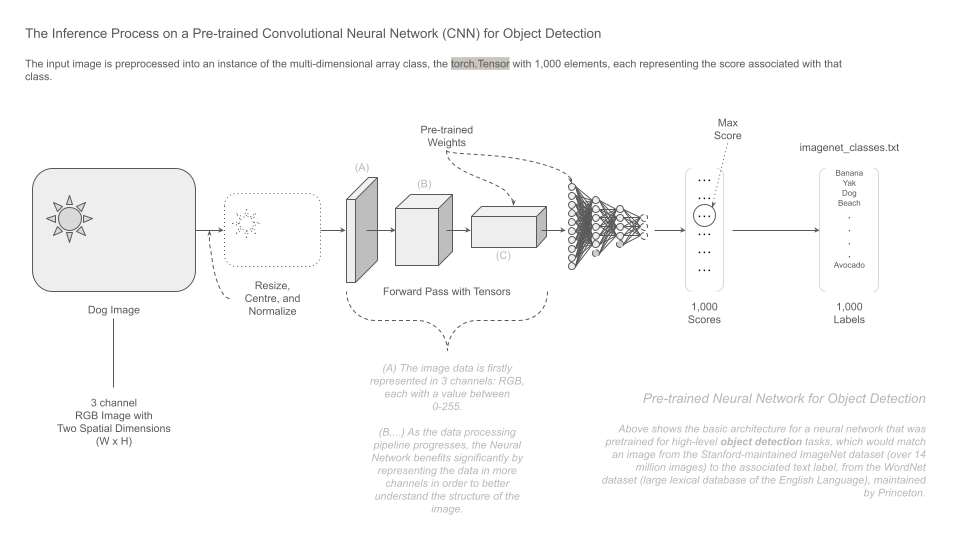 The Inference Process on a Pre-trained Convolutional Neural Network (CNN) for Object Detection
The input image is preprocessed into an instance of the multi-dimensional array class, the torch.Tensor with 1,000 elements, each representing the score associated with that
class.
Pre-trained
Weights
Max
Score
imagenet_classes.txt
(A)
(B)
(C)
Banana
Yak
Dog
Beach
.
.
.
.
Avocado
...
...
...
...
...
...
Resize,
Centre, and
Normalize
Forward Pass with Tensors
Dog Image
1,000
Scores
1,000
Labels
3 channel
RGB Image with
Two Spatial Dimensions
(W x H)
(A) The image data is firstly
represented in 3 channels: RGB,
each with a value between
0-255.
(B,...) As the data processing
pipeline progresses, the Neural
Network benefits significantly by
representing the data in more
channels in order to better
understand the structure of the
image.
Pre-trained Neural Network for Object Detection
Above shows the basic architecture for a neural network that was
pretrained for high-level object detection tasks, which would match
an image from the Stanford-maintained ImageNet dataset (over 14
million images) to the associated text label, from the WordNet
dataset (large lexical database of the English Language), maintained
by Princeton.